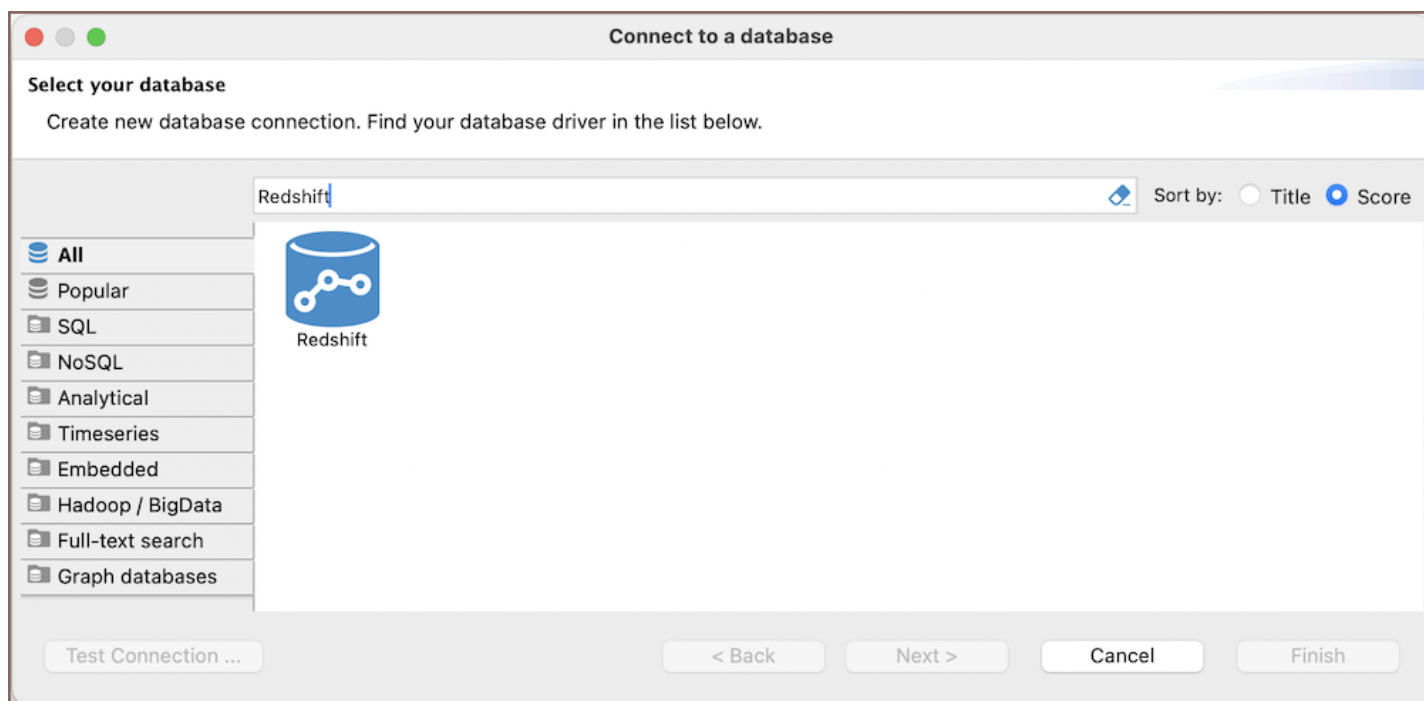 Connect to a database
Select your database
Create new database connection. Find your database driver in the list below.
Redshift
Sort by: Title Score
All
Popular
SQL
NoSQL
Analytical
Timeseries
Embedded
Hadoop / BigData
Full-text search
Graph databases
Redshift
Test Connection ... < Back Next > Cancel Finish